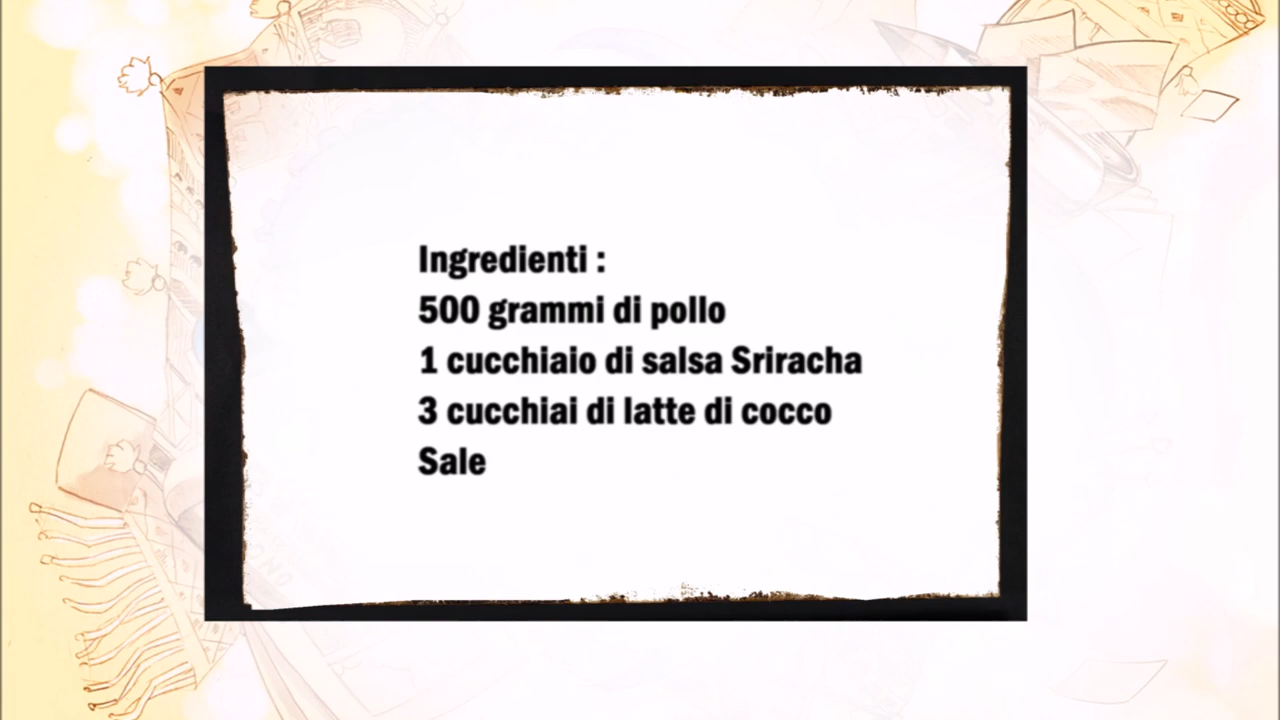 Ingredienti :
500 grammi di pollo
1 cucchiaio di salsa Sriracha
3 cucchiai di latte di cocco
Sale